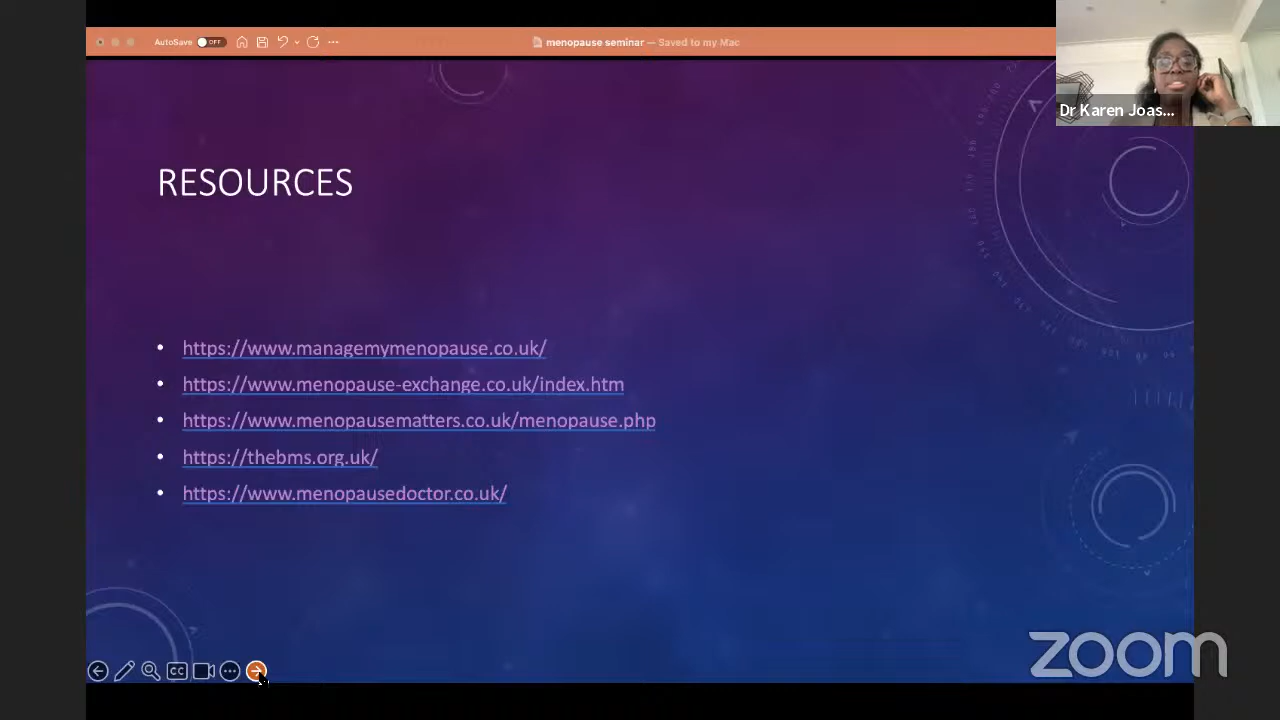 AutoSave OFF
menopause seminar — Saved to my Mac
Dr Karen Joas...
RESOURCES
• https://www.managemymenopause.co.uk/
• https://www.menopause-exchange.co.uk/index.htm
• https://www.menopausematters.co.uk/menopause.php
• https://thebms.org.uk/
• https://www.menopausedoctor.co.uk/
CC
zoom